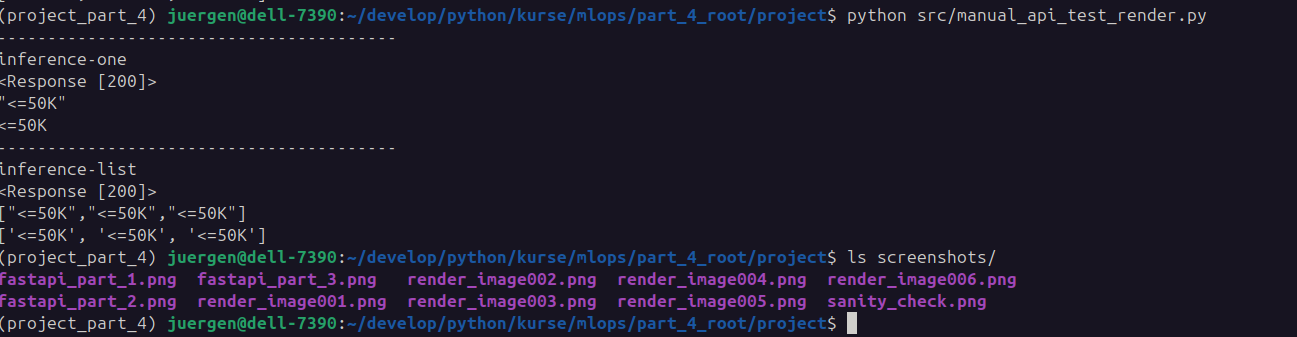 (project_part_4) juergen@dell-7390:~/develop/python/kurse/mlops/part_4_root/project$ python src/manual_api_test_render.py
----------------------------------------
inference-one
<Response [200]>
"<=50K"
<=50K
----------------------------------------
inference-list
<Response [200]>
["<=50K","<=50K","<=50K"]
['<=50K', '<=50K', '<=50K']
(project_part_4) juergen@dell-7390:~/develop/python/kurse/mlops/part_4_root/project$ ls screenshots/
fastapi_part_1.png  fastapi_part_3.png   render_image002.png  render_image004.png  render_image006.png
fastapi_part_2.png  render_image001.png  render_image003.png  render_image005.png  sanity_check.png
(project_part_4) juergen@dell-7390:~/develop/python/kurse/mlops/part_4_root/project$